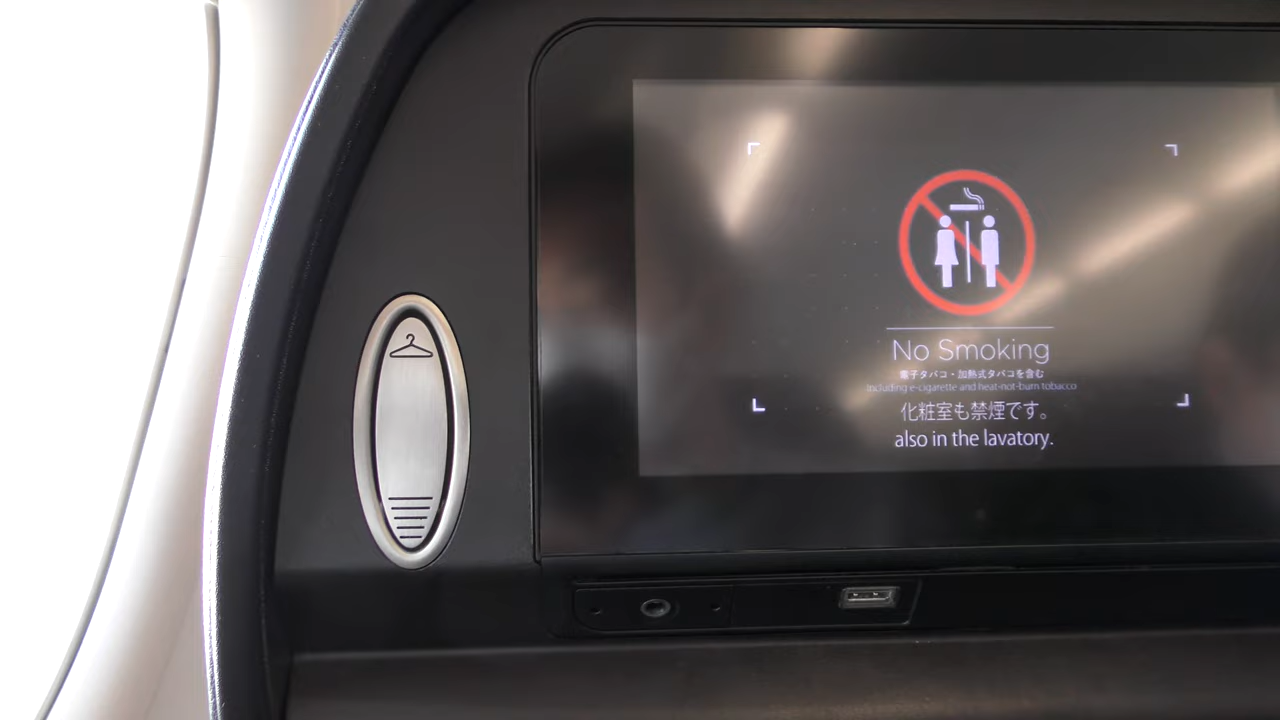 No Smoking
電子タバコ・加熱式タバコを含む
Including e-cigarette and heat-not-burn tobacco
化粧室も禁煙です。
also in the lavatory.